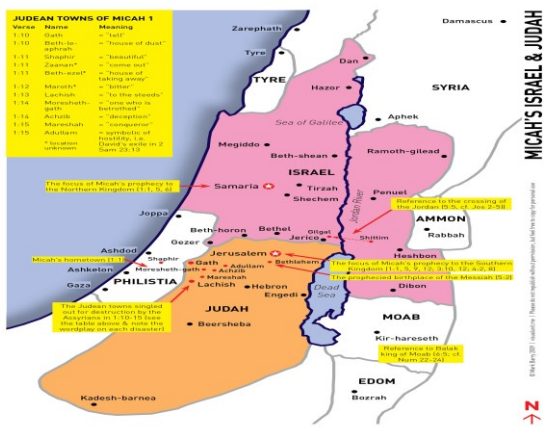 JUDEAN TOWNS OF MICAH 1
Verse Name Meaning
1:10 Gath = "tell"
1:10 Beth-le-aphrah = "house of dust"
1:11 Shaphir = "beautiful"
1:11 Zaanan* = "come out"
1:11 Beth-ezel* = "house of taking away"
1:12 Maroth* = "bitter"
1:13 Lachish = "to the steeds"
1:14 Moresheth-gath = "one who is betrothed"
1:14 Achzib = "deception"
1:15 Mareshah = "conqueror"
1:15 Adullam = symbolic of hostility, i.e. David's exile in 2 Sam 23:13
* location unknown
MICAH'S ISRAEL & JUDAH
Damascus
Zarephath
Tyre
TYRE
Dan
Hazor
SYRIA
Sea of Galilee
Aphek
Megiddo
Beth-shean
Ramoth-gilead
ISRAEL
The focus of Micah's prophecy to
the Northern Kingdom (1:1, 5, 6)
Samaria
Tirzah
Shechem
Jordan River
Penuel
Reference to the crossing of
the Jordan (6:5, cf. Jos 2-5)
Joppa
AMMON
Rabbah
Beth-horon
Bethel
Gilgal
Jerico
Shittim
Gezer
Heshbon
Ashdod
Jerusalem
Micah's hometown (1:1)
Shaphir
Gath
Bethlehem
The focus of Micah's prophecy to the Southern
Kingdom (1:1, 5, 9, 12; 3:10, 12; 4:2, 8)
The prophecied birthplace of the Messiah (5:2)
Ashkelon
Moresheth-gath
Adullam
Achzib
Mareshah
Gaza
PHILISTIA
Lachish
Hebron
Engedi
Dead
Sea
Dibon
The Judean towns singled
out for destruction by the
Assyrians in 1:10-15 (see
the table above & note the
wordplay on each disaster)
JUDAH
Beersheba
MOAB
Kir-hareseth
Reference to Balak
king of Moab (6:5; cf.
Num 22-24)
EDOM
Bozrah
Kadesh-barnea
N